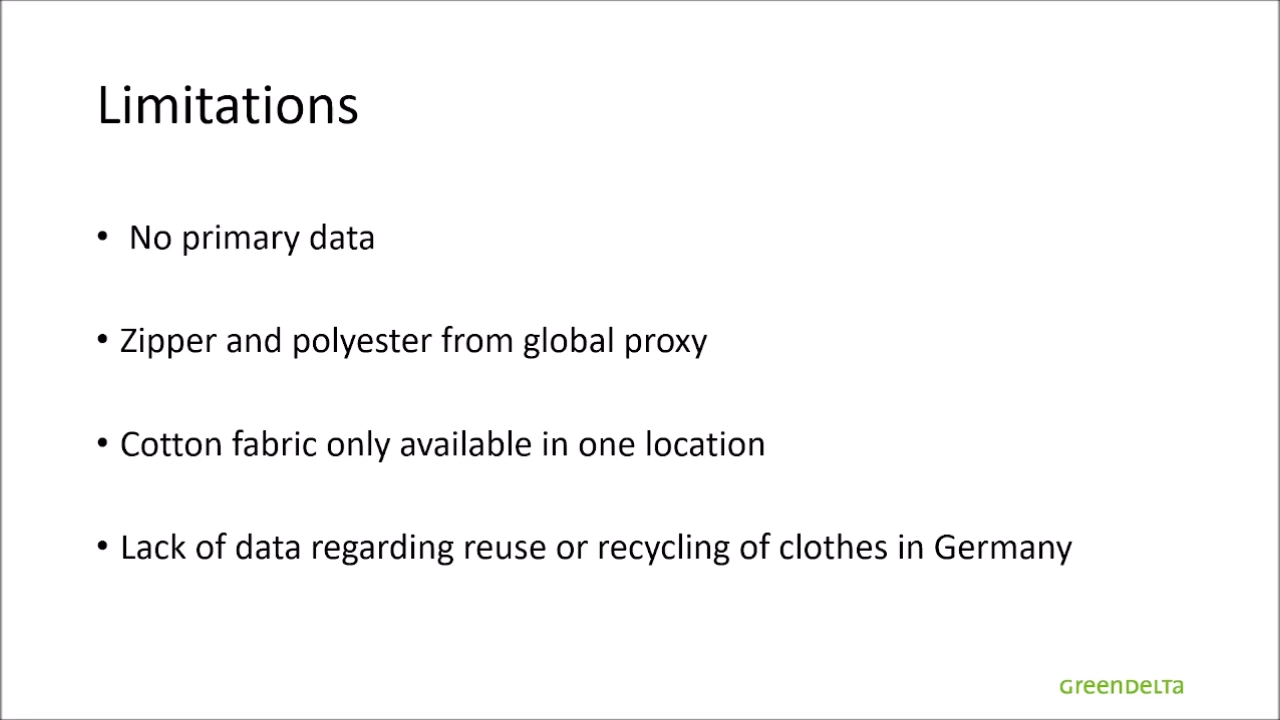 Limitations
• No primary data
• Zipper and polyester from global proxy
• Cotton fabric only available in one location
• Lack of data regarding reuse or recycling of clothes in Germany
GreenDelta